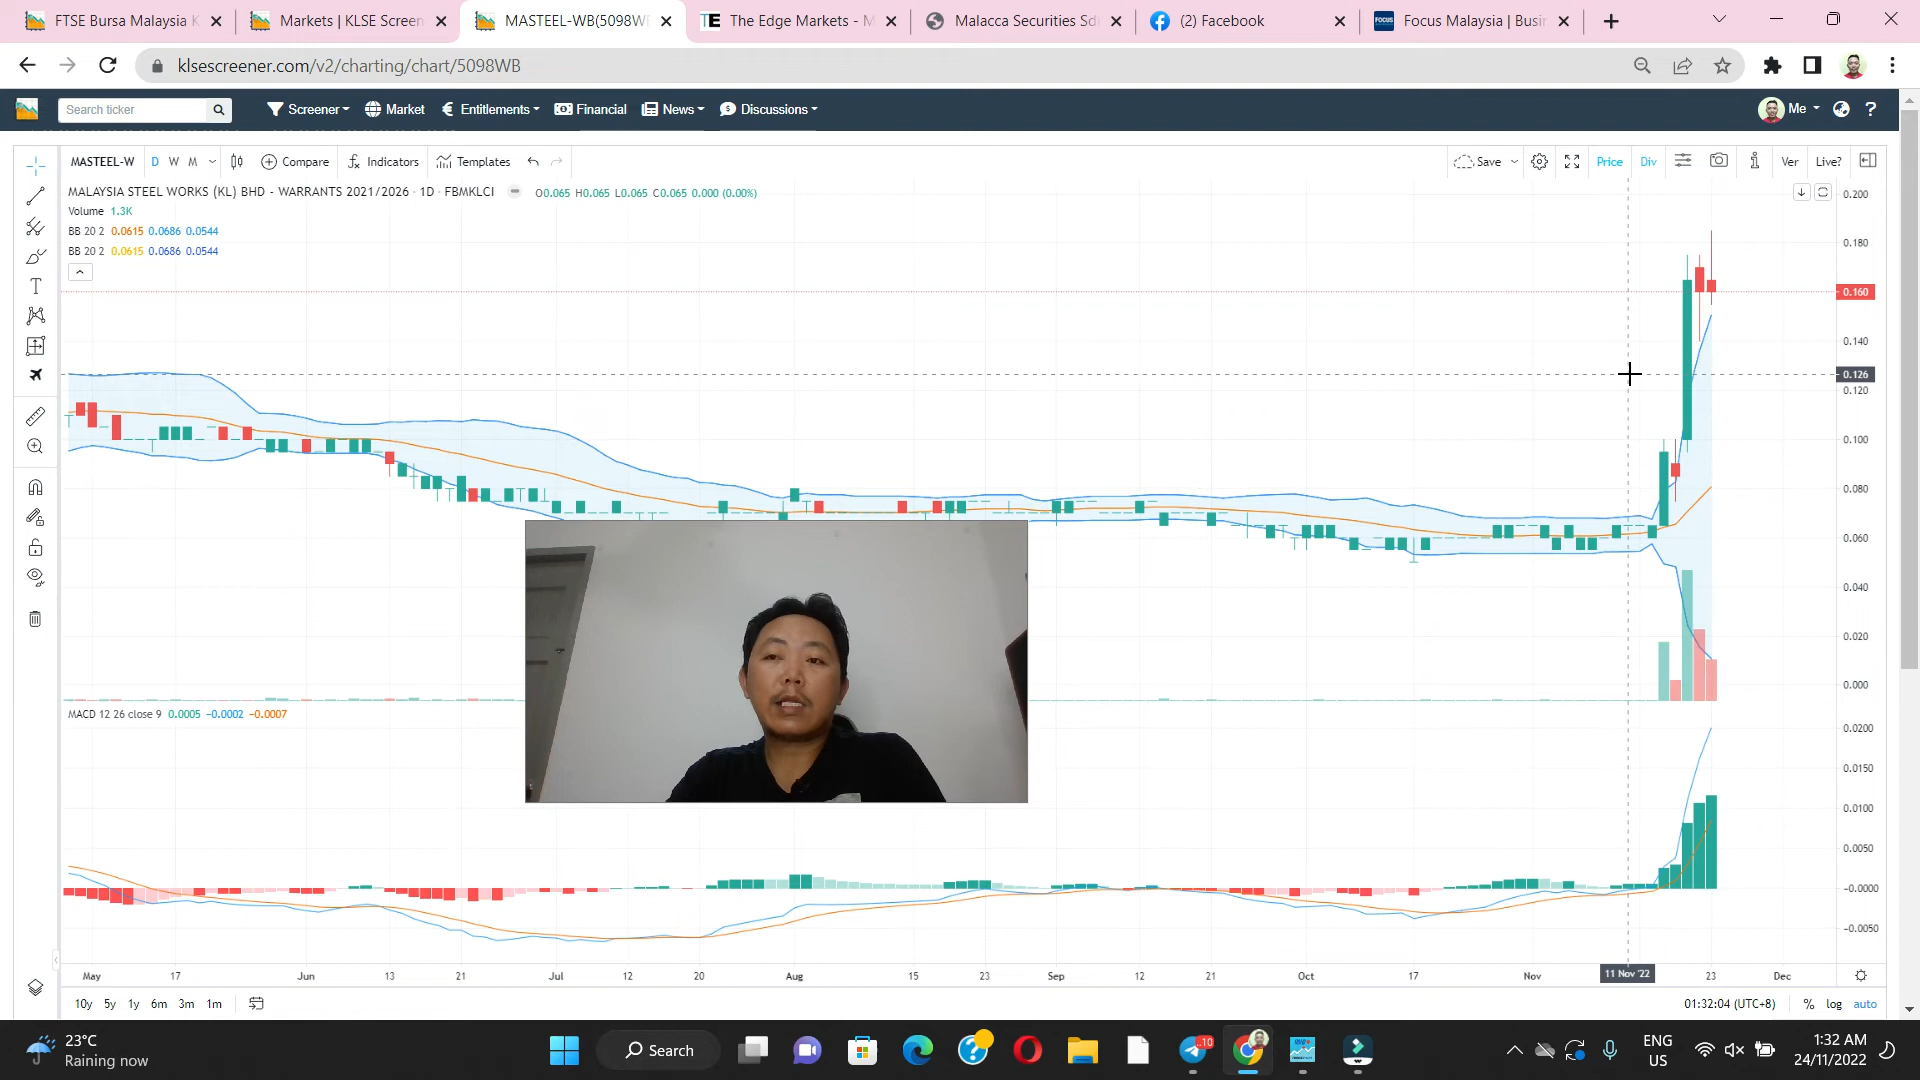 FTSE Bursa Malaysia K
Markets | KLSE Screen
MASTEEL-WB(5098W
The Edge Markets - M
Malacca Securities Sd
(2) Facebook
Focus Malaysia | Busi
klsescreener.com/v2/charting/chart/5098WB
Search ticker
Screener
Market
Entitlements
Financial
News
Discussions
Me
MASTEEL-W
D W M
Compare
Indicators
Templates
Save
Price
Div
Ver
Live?
MALAYSIA STEEL WORKS (KL) BHD - WARRANTS 2021/2026 · 1D · FBMKLCI
O0.065 H0.065 L0.065 C0.065 0.000 (0.00%)
Volume 1.3K
BB 20 2 0.0615 0.0686 0.0544
BB 20 2 0.0615 0.0686 0.0544
0.200
0.180
0.160
0.140
0.126
0.120
0.100
0.080
0.060
0.040
0.020
0.000
MACD 12 26 close 9 0.0005 −0.0002 −0.0007
0.0200
0.0150
0.0100
0.0050
-0.0000
-0.0050
May 17 Jun 13 21 Jul 12 20 Aug 15 23 Sep 12 21 Oct 17 Nov 11 Nov '22 23 Dec
10y 5y 1y 6m 3m 1m
01:32:04 (UTC+8)
% log auto
23°C
Raining now
Search
10
ENG
US
1:32 AM
24/11/2022